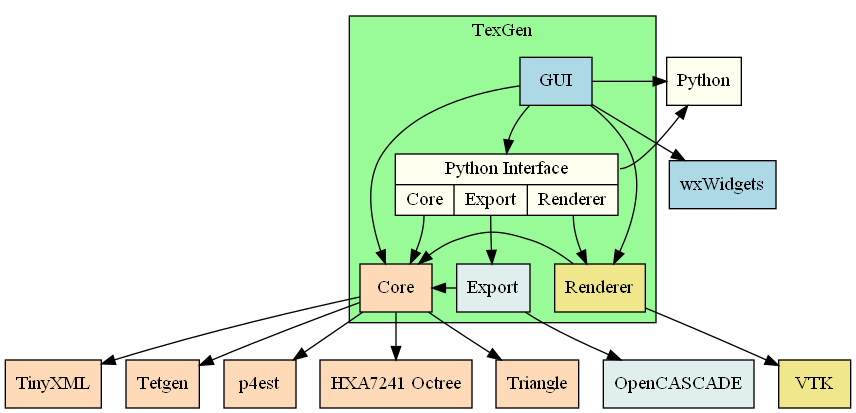 TexGen
GUI
Python
Python Interface
Core Export Renderer
wxWidgets
Core
Export
Renderer
TinyXML
Tetgen
p4est
HXA7241 Octree
Triangle
OpenCASCADE
VTK